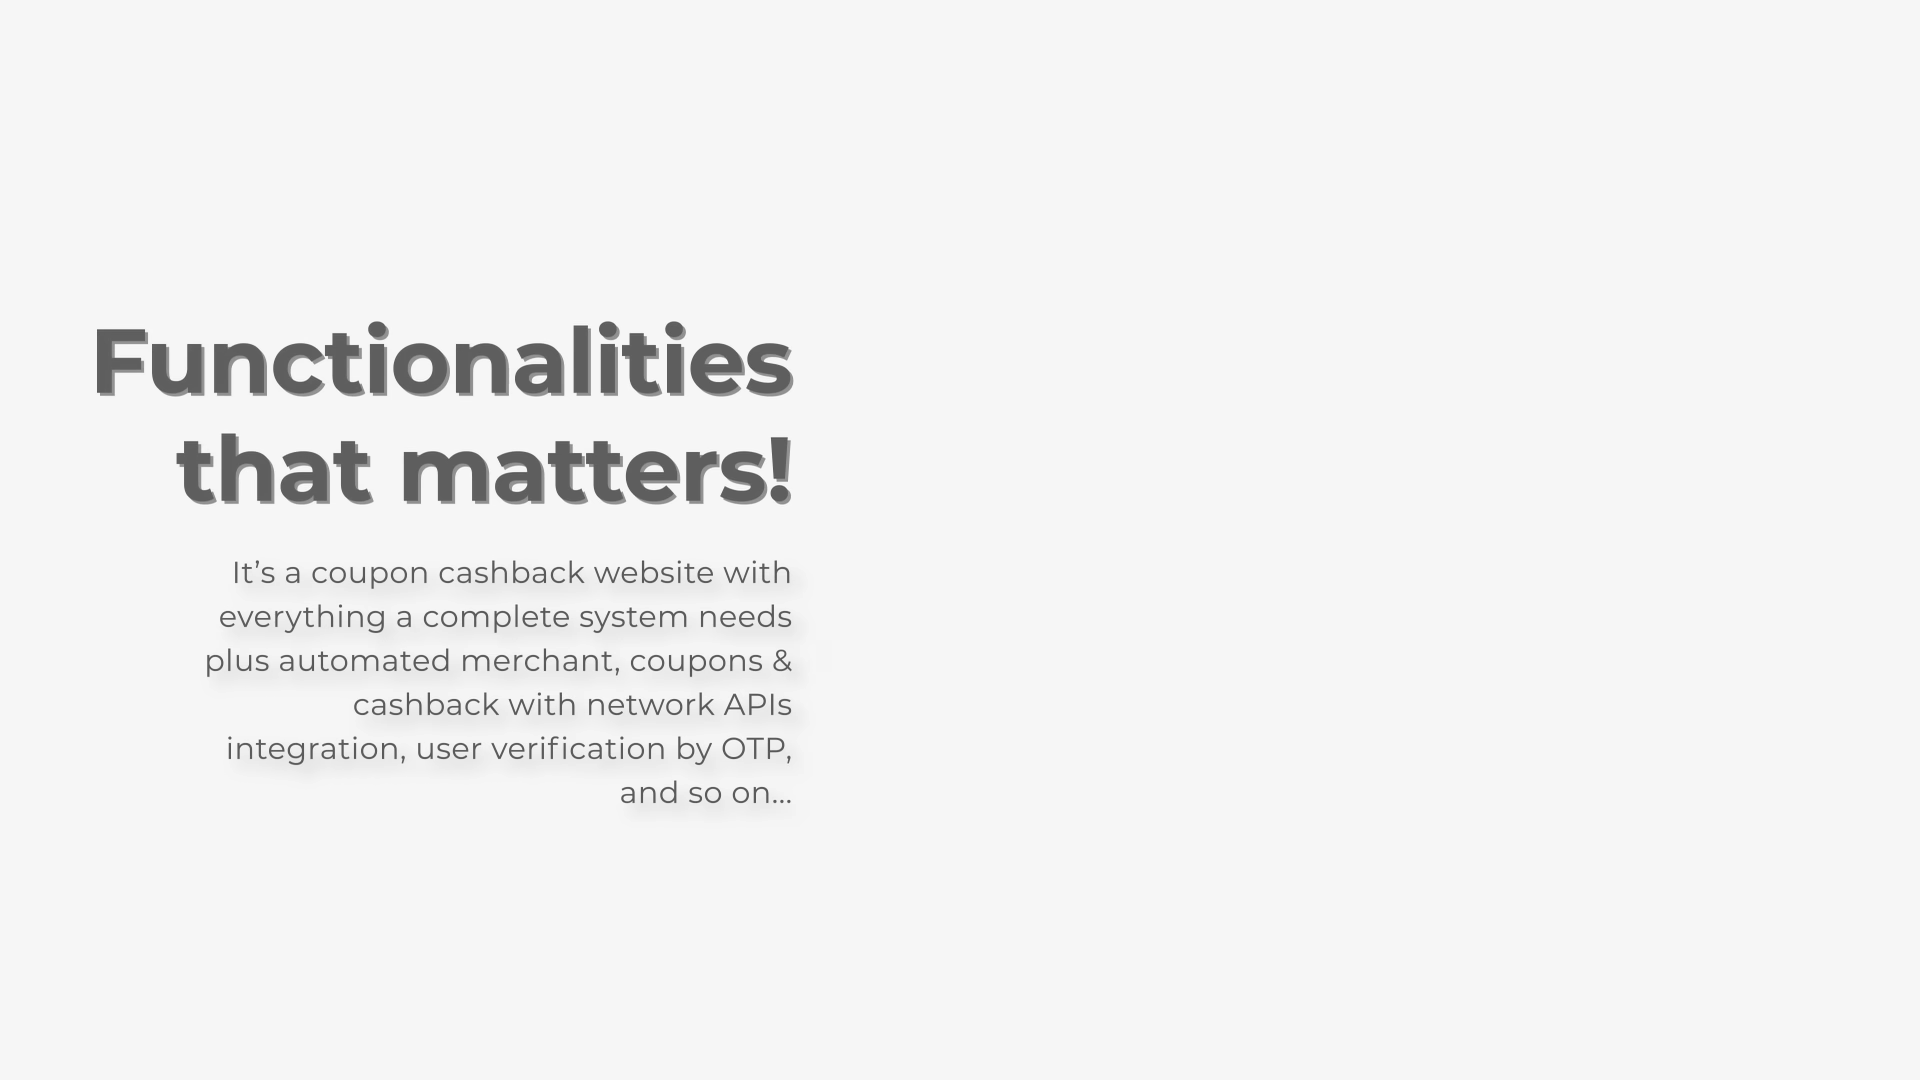 Functionalities
that matters!
It’s a coupon cashback website with
everything a complete system needs
plus automated merchant, coupons &
cashback with network APIs
integration, user verification by OTP,
and so on...